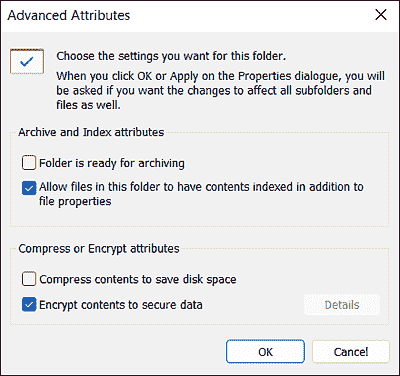 Advanced Attributes
Choose the settings you want for this folder.
When you click OK or Apply on the Properties dialogue, you will
be asked if you want the changes to affect all subfolders and
files as well.
Archive and Index attributes
Folder is ready for archiving
Allow files in this folder to have contents indexed in addition to
file properties
Compress or Encrypt attributes
Compress contents to save disk space
Encrypt contents to secure data
Details
OK
Cancel